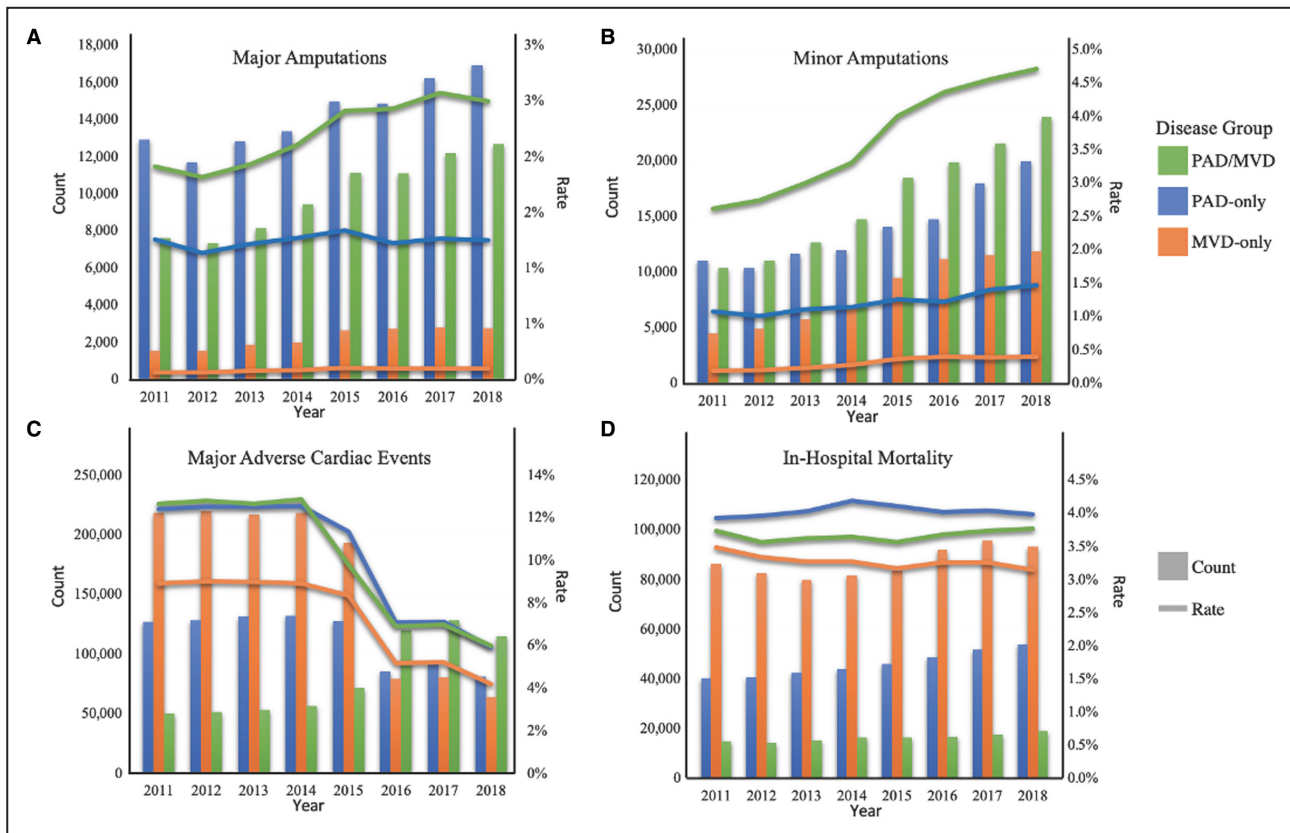 A
Major Amputations
18,000
16,000
14,000
12,000
10,000
8,000
6,000
4,000
2,000
0
Count
3%
3%
2%
2%
1%
1%
0%
Rate
2011 2012 2013 2014 2015 2016 2017 2018
Year
B
Minor Amputations
30,000
25,000
20,000
15,000
10,000
5,000
0
Count
5.0%
4.5%
4.0%
3.5%
3.0%
2.5%
2.0%
1.5%
1.0%
0.5%
0.0%
Rate
2011 2012 2013 2014 2015 2016 2017 2018
Year
Disease Group
PAD/MVD
PAD-only
MVD-only
C
Major Adverse Cardiac Events
250,000
200,000
150,000
100,000
50,000
0
Count
14%
12%
10%
8%
6%
4%
2%
0%
Rate
2011 2012 2013 2014 2015 2016 2017 2018
Year
D
In-Hospital Mortality
120,000
100,000
80,000
60,000
40,000
20,000
0
Count
4.5%
4.0%
3.5%
3.0%
2.5%
2.0%
1.5%
1.0%
0.5%
0.0%
Rate
2011 2012 2013 2014 2015 2016 2017 2018
Year
Count
Rate